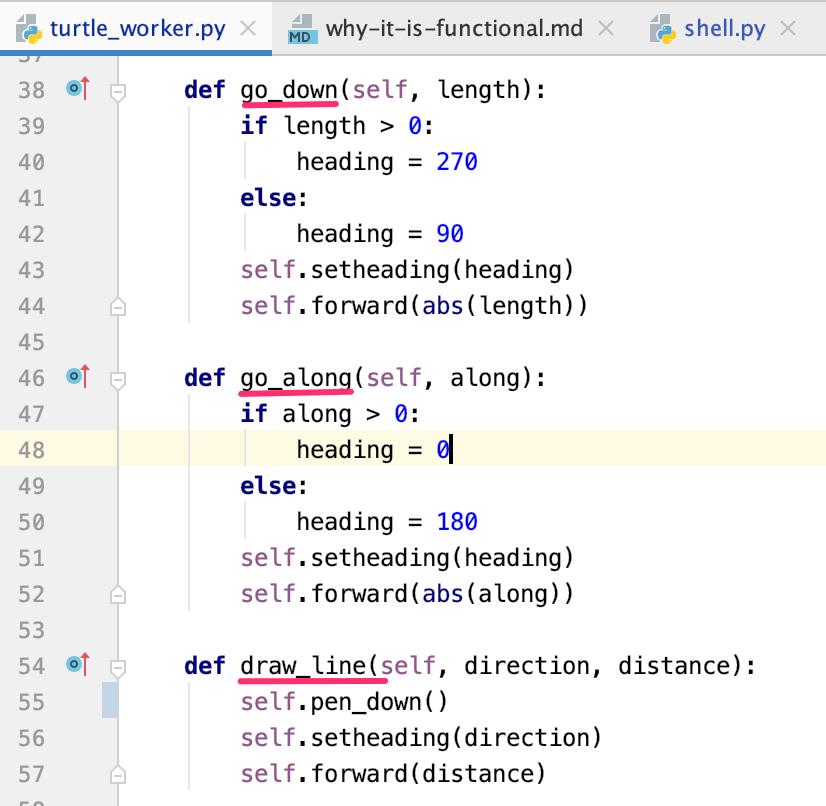 turtle_worker.py × MD why-it-is-functional.md × shell.py ×
38 def go_down(self, length):
39 if length > 0:
40 heading = 270
41 else:
42 heading = 90
43 self.setheading(heading)
44 self.forward(abs(length))
45
46 def go_along(self, along):
47 if along > 0:
48 heading = 0
49 else:
50 heading = 180
51 self.setheading(heading)
52 self.forward(abs(along))
53
54 def draw_line(self, direction, distance):
55 self.pen_down()
56 self.setheading(direction)
57 self.forward(distance)